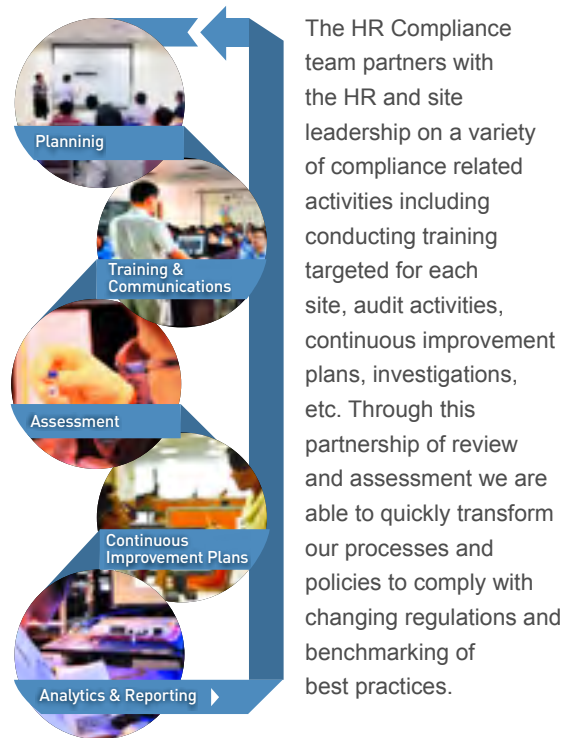 Planninig
Training &
Communications
Assessment
Continuous
Improvement Plans
Analytics & Reporting
The HR Compliance
team partners with
the HR and site
leadership on a variety
of compliance related
activities including
conducting training
targeted for each
site, audit activities,
continuous improvement
plans, investigations,
etc. Through this
partnership of review
and assessment we are
able to quickly transform
our processes and
policies to comply with
changing regulations and
benchmarking of
best practices.